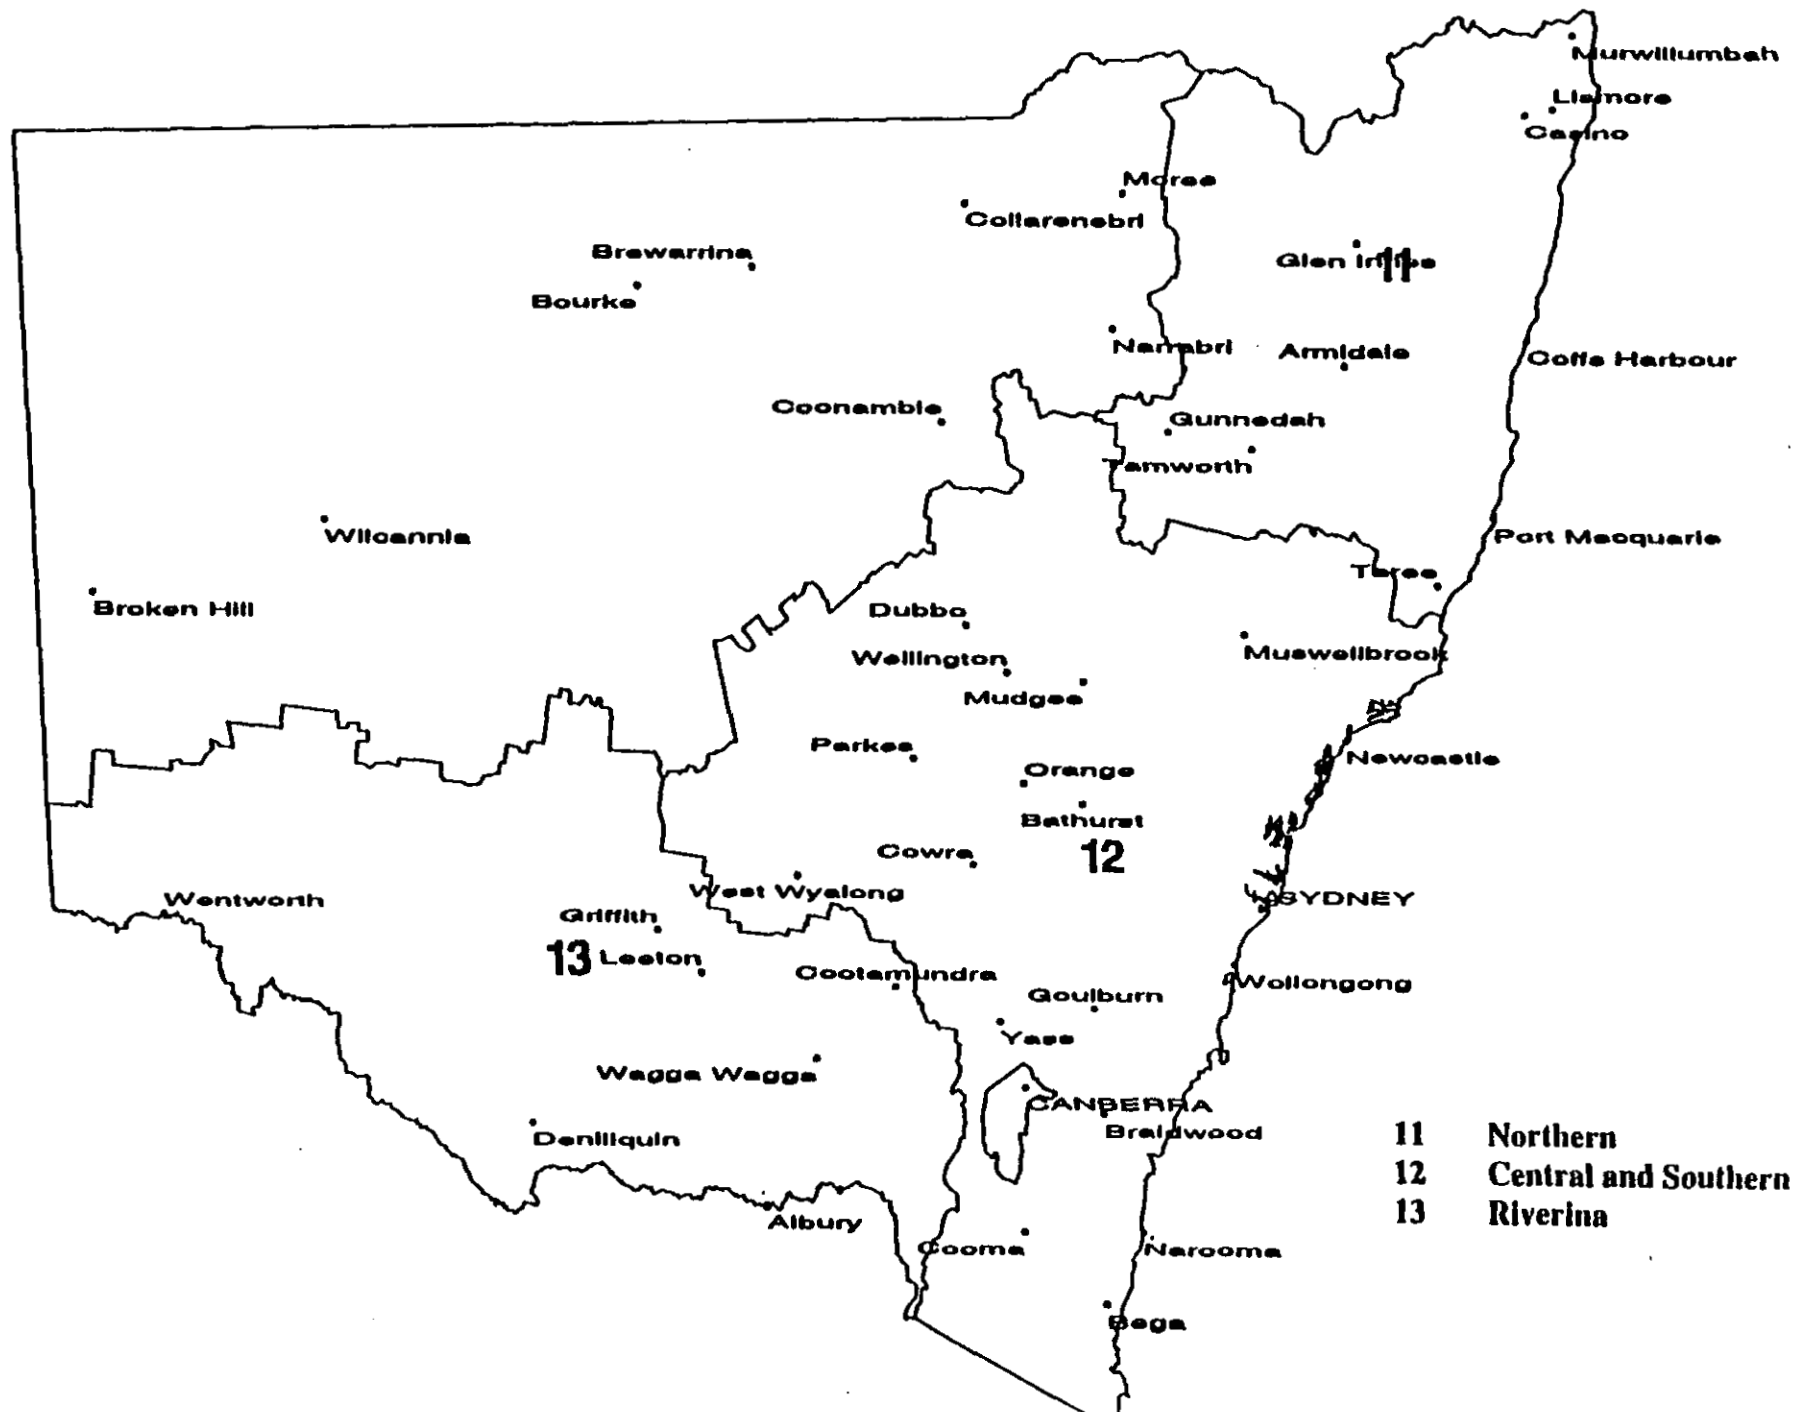 Murwillumbah
Lismore
Casino
Moree
Collarenebri
Brewarrina
Glen Innes
11
Bourke
Narrabri
Armidale
Coffs Harbour
Coonamble
Gunnedah
Tamworth
Wilcannia
Port Macquarie
Taree
Broken Hill
Dubbo
Muswellbrook
Wellington
Mudgee
Parkes
Orange
Newcastle
Bathurst
Cowra
12
West Wyalong
Wentworth
SYDNEY
Griffith
13
Leeton
Cootamundra
Wollongong
Goulburn
Yass
Wagga Wagga
CANBERRA
Braidwood
Deniliquin
11 Northern
12 Central and Southern
13 Riverina
Albury
Cooma
Narooma
Bega